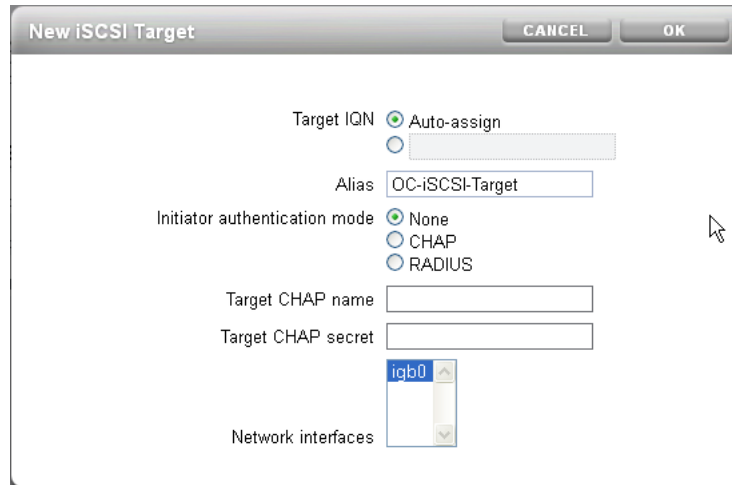 New iSCSI Target CANCEL OK
Target IQN Auto-assign
Alias OC-iSCSI-Target
Initiator authentication mode None
CHAP
RADIUS
Target CHAP name
Target CHAP secret
igb0
Network interfaces